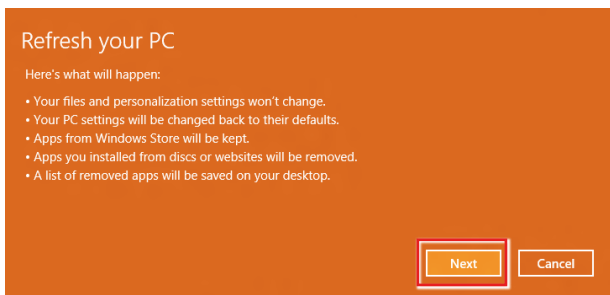 Refresh your PC
Here's what will happen:
• Your files and personalization settings won't change.
• Your PC settings will be changed back to their defaults.
• Apps from Windows Store will be kept.
• Apps you installed from discs or websites will be removed.
• A list of removed apps will be saved on your desktop.
Next Cancel